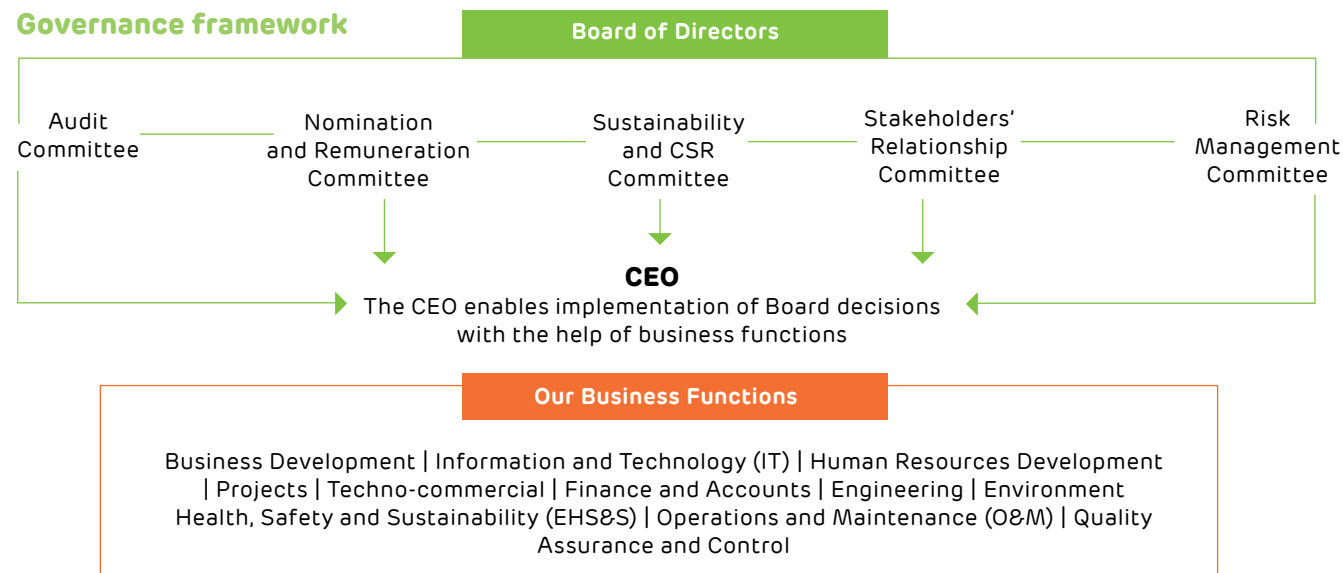 Governance framework
Board of Directors
Audit
Committee
Nomination
and Remuneration
Committee
Sustainability
and CSR
Committee
Stakeholders'
Relationship
Committee
Risk
Management
Committee
CEO
The CEO enables implementation of Board decisions
with the help of business functions
Our Business Functions
Business Development | Information and Technology (IT) | Human Resources Development
| Projects | Techno-commercial | Finance and Accounts | Engineering | Environment
Health, Safety and Sustainability (EHS&S) | Operations and Maintenance (O&M) | Quality
Assurance and Control